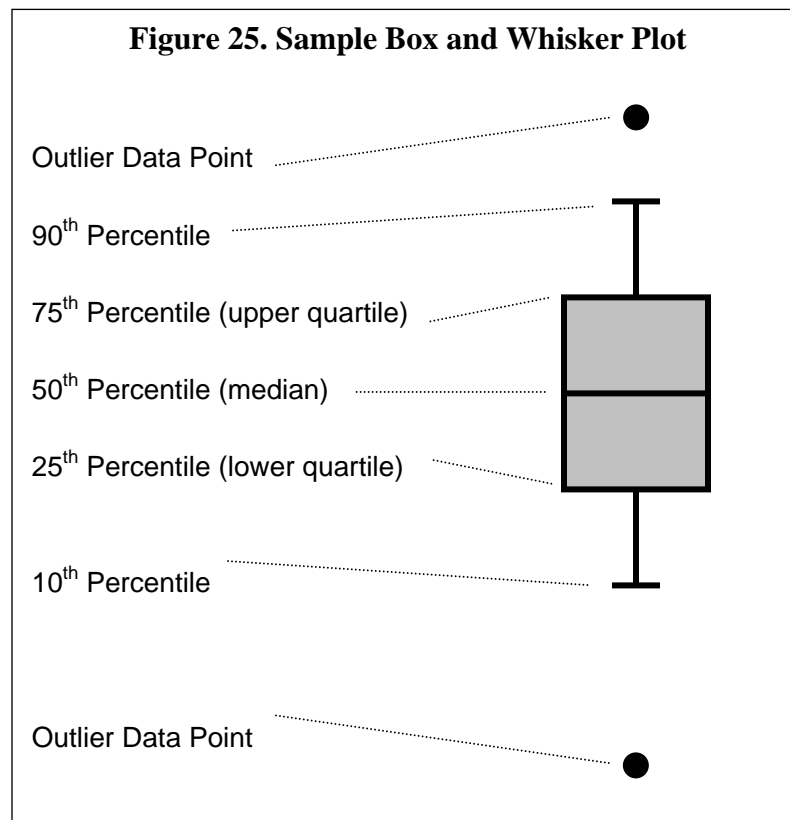 Figure 25. Sample Box and Whisker Plot
Outlier Data Point
90th Percentile
75th Percentile (upper quartile)
50th Percentile (median)
25th Percentile (lower quartile)
10th Percentile
Outlier Data Point